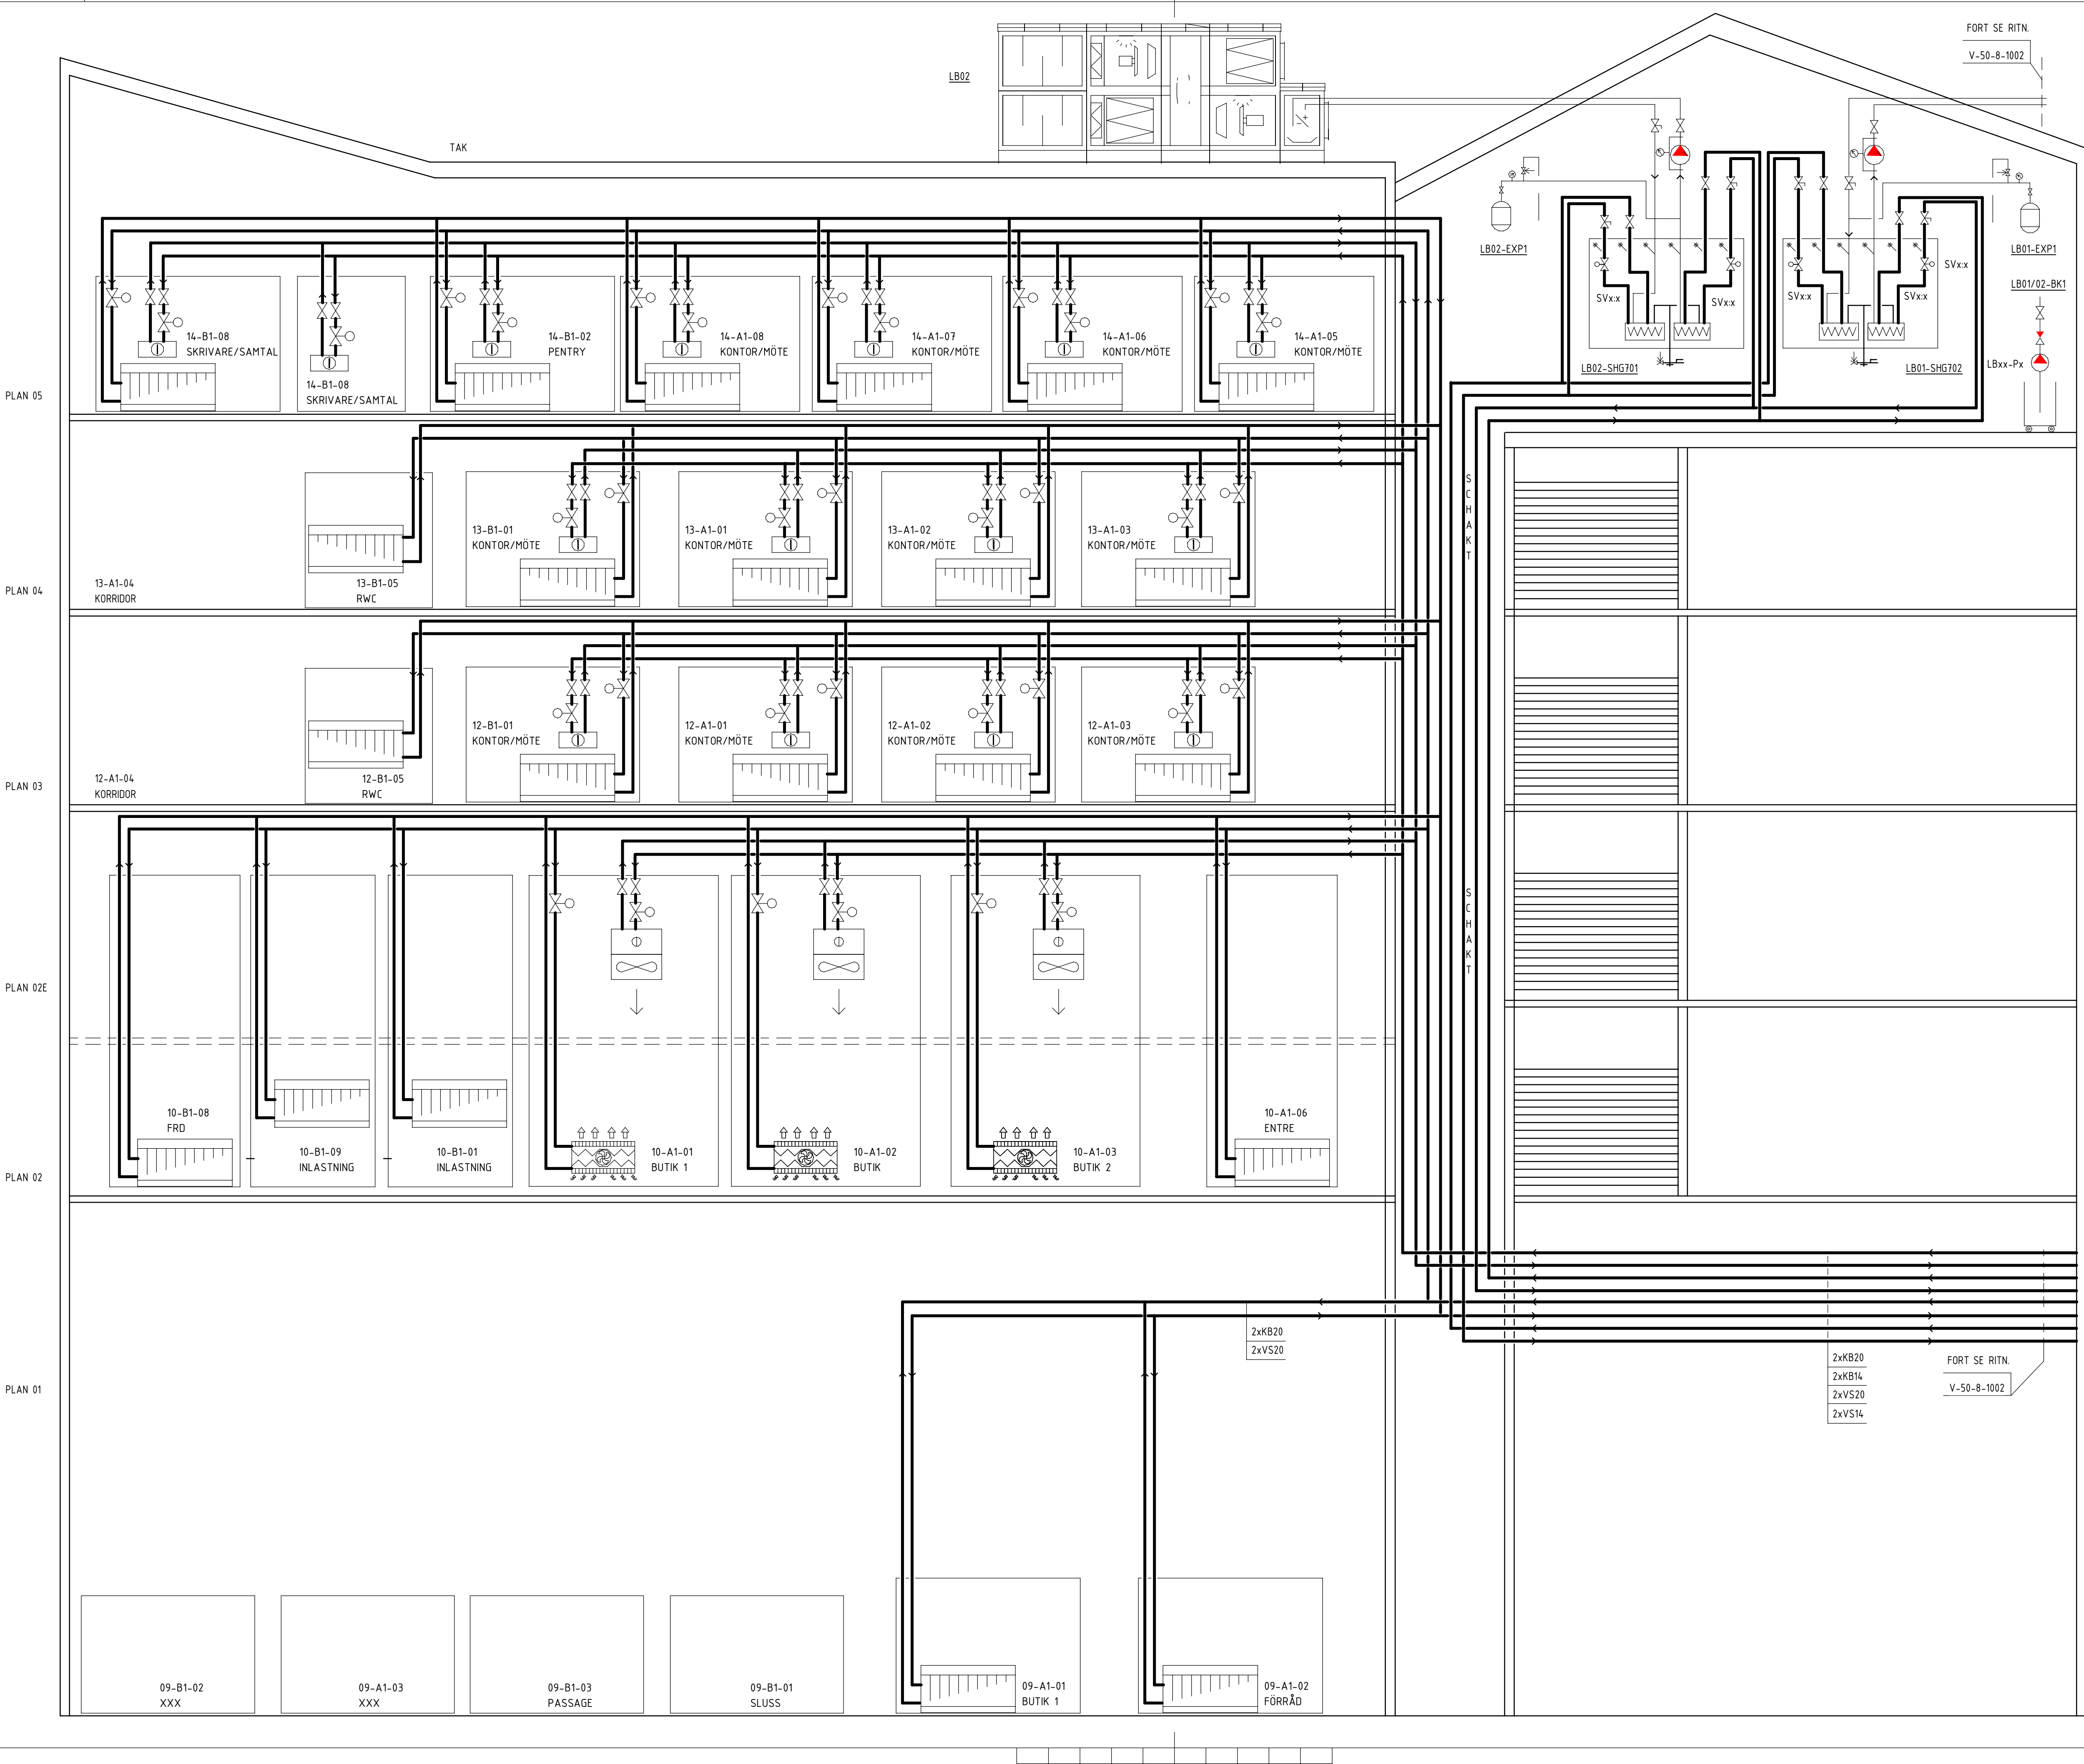 FORT SE RITN.
V-50-8-1002
LB02
TAK
LB02-EXP1
LB01-EXP1
SVx:x
LB01/02-BK1
SVx:x
SVx:x
SVx:x
SVx:x
14-B1-08
SKRIVARE/SAMTAL
14-B1-02
PENTRY
14-A1-08
KONTOR/MÖTE
14-A1-07
KONTOR/MÖTE
14-A1-06
KONTOR/MÖTE
14-A1-05
KONTOR/MÖTE
LB02-SHG701
LB01-SHG702
LBxx-Px
14-B1-08
SKRIVARE/SAMTAL
PLAN 05
SCHAKT
13-B1-01
KONTOR/MÖTE
13-A1-01
KONTOR/MÖTE
13-A1-02
KONTOR/MÖTE
13-A1-03
KONTOR/MÖTE
13-A1-04
KORRIDOR
13-B1-05
RWC
PLAN 04
12-B1-01
KONTOR/MÖTE
12-A1-01
KONTOR/MÖTE
12-A1-02
KONTOR/MÖTE
12-A1-03
KONTOR/MÖTE
12-A1-04
KORRIDOR
12-B1-05
RWC
PLAN 03
SCHAKT
PLAN 02E
10-B1-08
FRD
10-B1-09
INLASTNING
10-B1-01
INLASTNING
10-A1-01
BUTIK 1
10-A1-02
BUTIK
10-A1-03
BUTIK 2
10-A1-06
ENTRE
PLAN 02
2xKB20
2xVS20
2xKB20
2xKB14
2xVS20
2xVS14
FORT SE RITN.
V-50-8-1002
PLAN 01
09-B1-02
XXX
09-A1-03
XXX
09-B1-03
PASSAGE
09-B1-01
SLUSS
09-A1-01
BUTIK 1
09-A1-02
FÖRRÅD